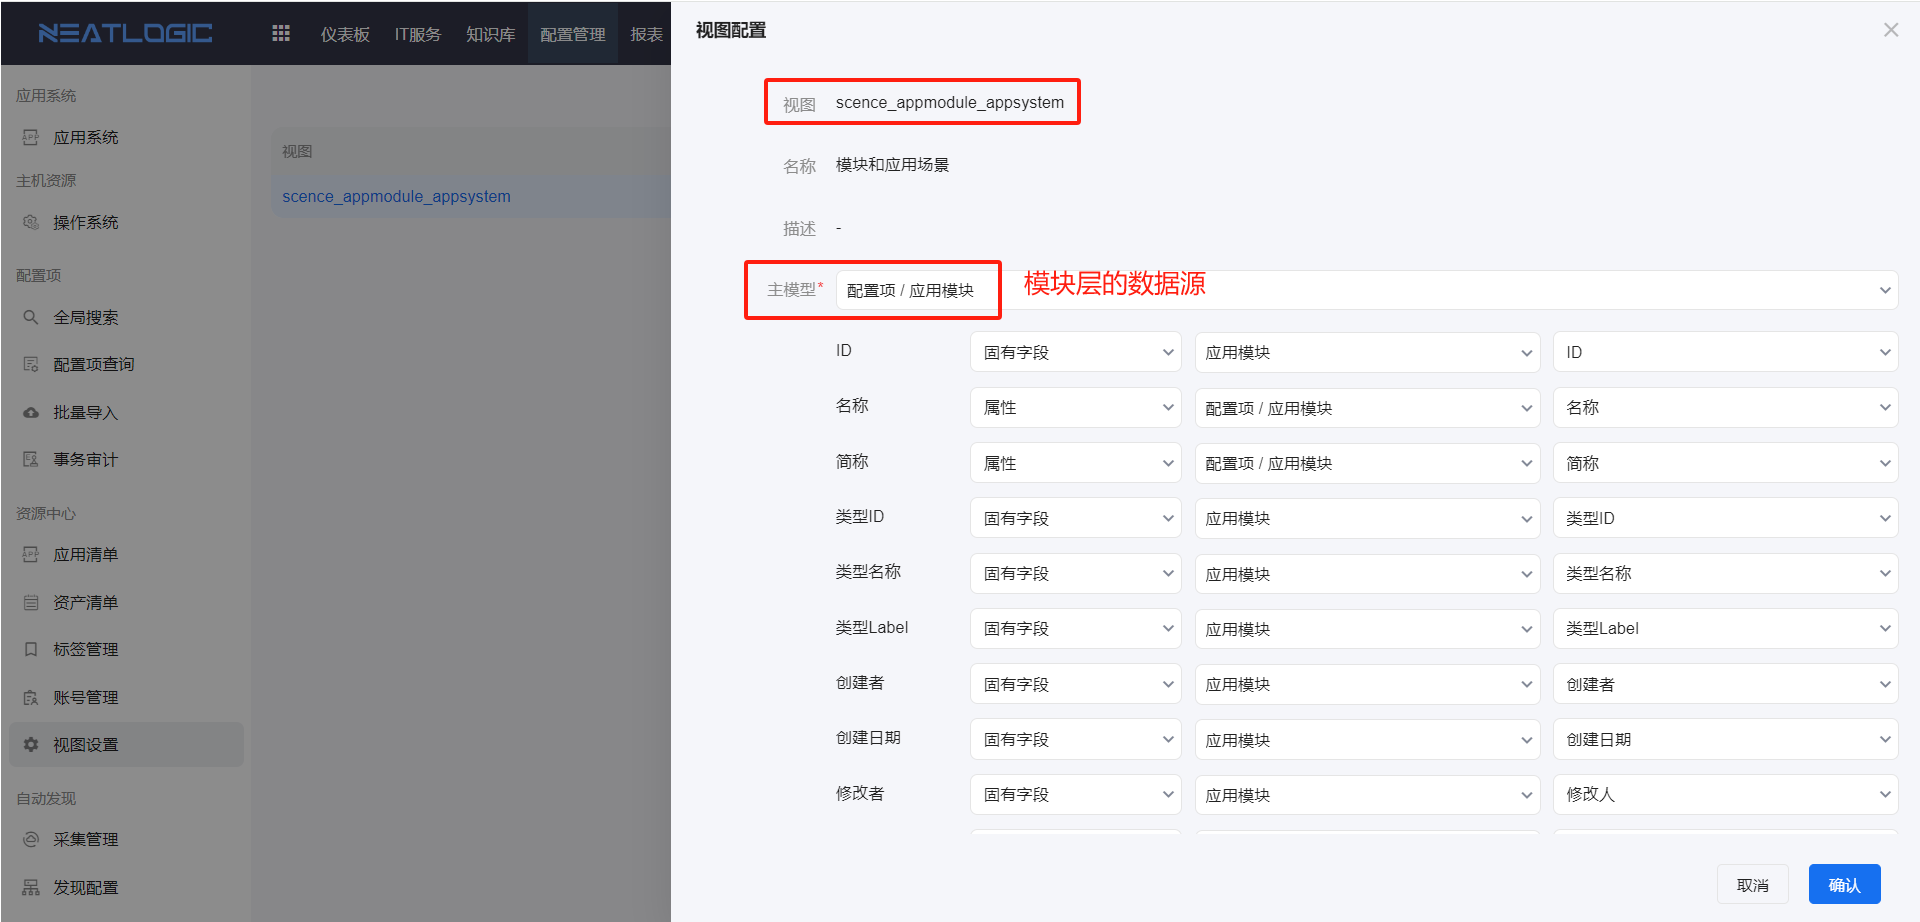 NEATLOGIC
仪表板 IT服务 知识库 配置管理 报表
应用系统
应用系统
主机资源
操作系统
配置项
全局搜索
配置项查询
批量导入
事务审计
资源中心
应用清单
资产清单
标签管理
账号管理
视图设置
自动发现
采集管理
发现配置
视图
scence_appmodule_appsystem
视图配置
视图 scence_appmodule_appsystem
名称 模块和应用场景
描述 -
主模型* 配置项 / 应用模块 模块层的数据源
ID 固有字段 应用模块 ID
名称 属性 配置项 / 应用模块 名称
简称 属性 配置项 / 应用模块 简称
类型ID 固有字段 应用模块 类型ID
类型名称 固有字段 应用模块 类型名称
类型Label 固有字段 应用模块 类型Label
创建者 固有字段 应用模块 创建者
创建日期 固有字段 应用模块 创建日期
修改者 固有字段 应用模块 修改人
取消 确认